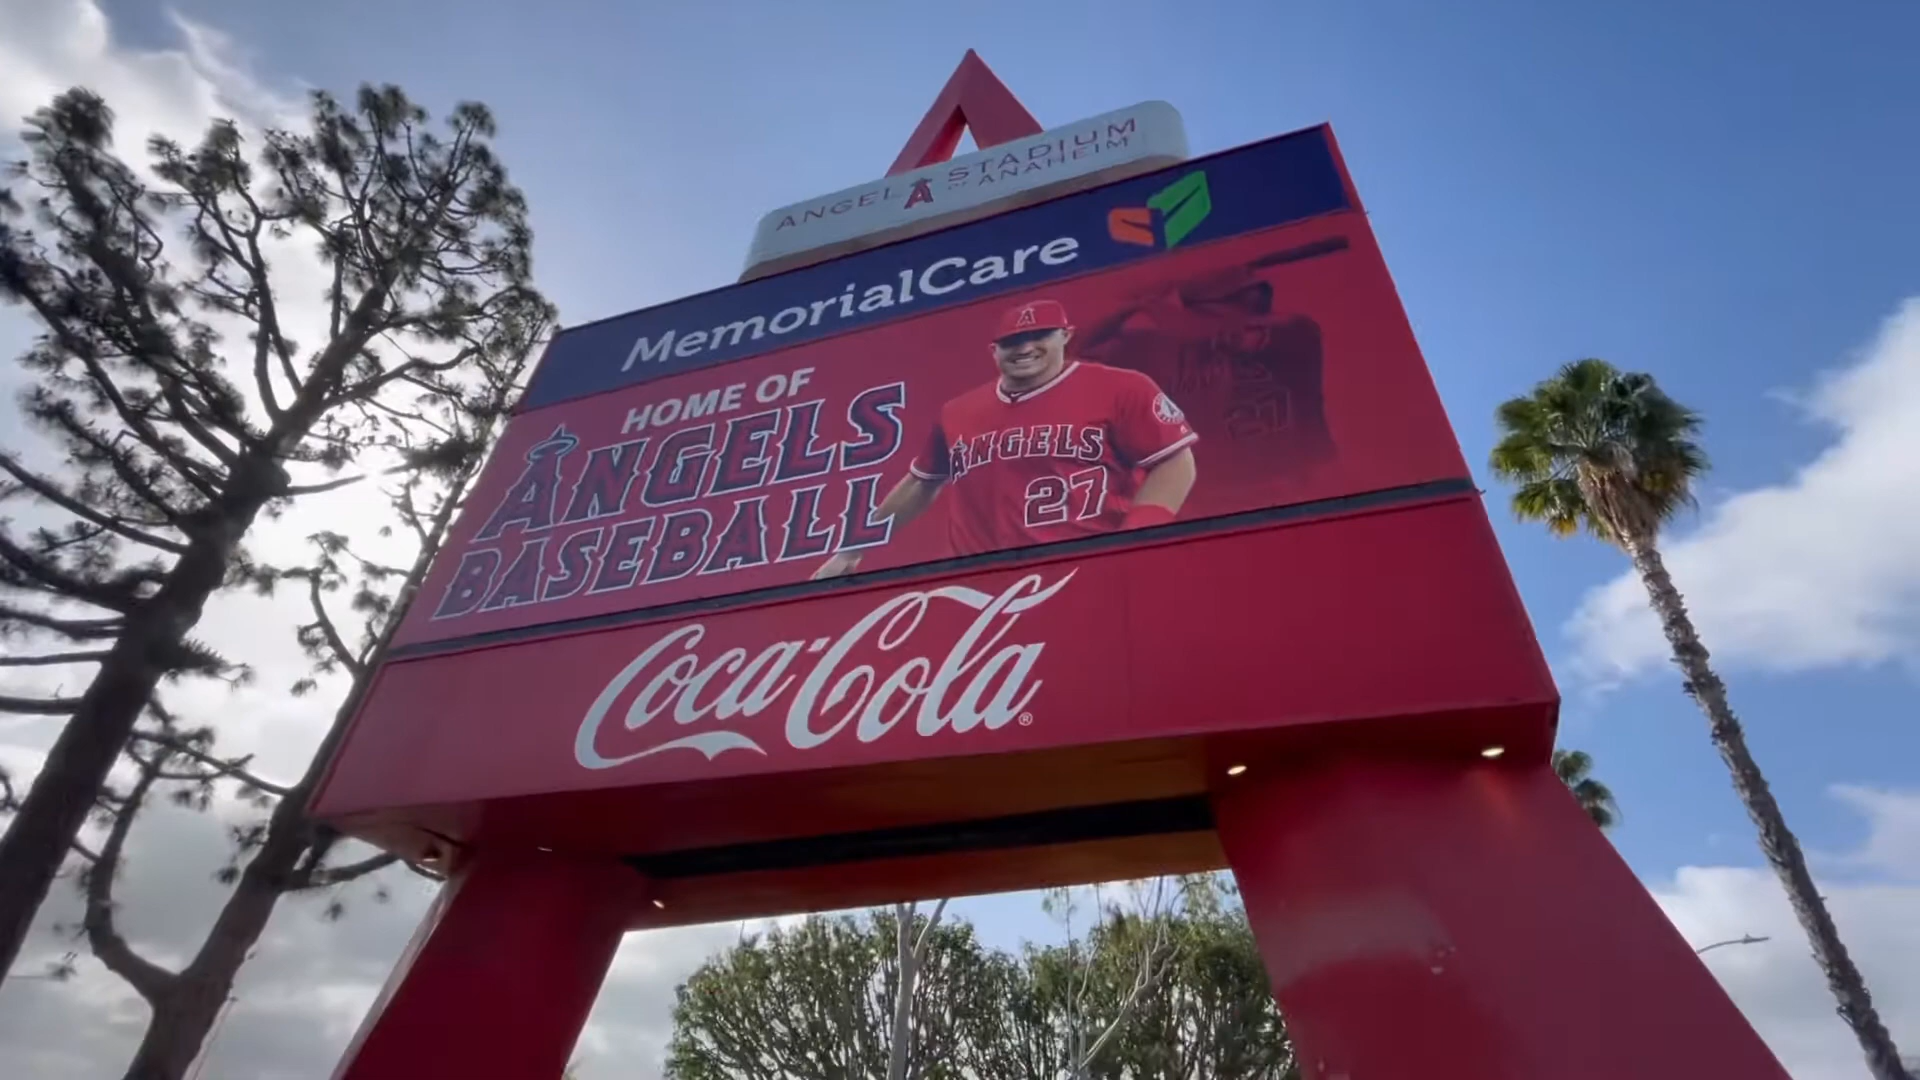 ANGEL STADIUM
OF ANAHEIM
MemorialCare
HOME OF
ANGELS
BASEBALL
A
ANGELS
27
Coca-Cola®